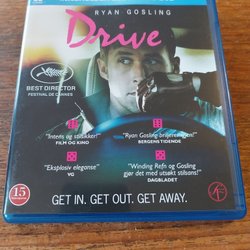 RYAN GOSLING
Drive
BEST DIRECTOR
FESTIVAL DE CANNES
"Intens og stilsikker!"
FILM OG KINO
"Ryan Gosling briljerer igjen!"
BERGENS TIDENDE
"Eksplosiv eleganse"
VG
"Winding Refn og Gosling
gjør det med utsøkt stilsans!"
DAGBLADET
15
GET IN. GET OUT. GET AWAY.